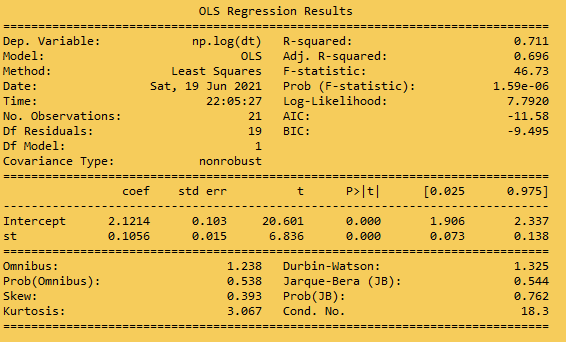 OLS Regression Results
==============================================================================
Dep. Variable: np.log(dt) R-squared: 0.711
Model: OLS Adj. R-squared: 0.696
Method: Least Squares F-statistic: 46.73
Date: Sat, 19 Jun 2021 Prob (F-statistic): 1.59e-06
Time: 22:05:27 Log-Likelihood: 7.7920
No. Observations: 21 AIC: -11.58
Df Residuals: 19 BIC: -9.495
Df Model: 1
Covariance Type: nonrobust
==============================================================================
coef std err t P>|t| [0.025 0.975]
------------------------------------------------------------------------------
Intercept 2.1214 0.103 20.601 0.000 1.906 2.337
st 0.1056 0.015 6.836 0.000 0.073 0.138
==============================================================================
Omnibus: 1.238 Durbin-Watson: 1.325
Prob(Omnibus): 0.538 Jarque-Bera (JB): 0.544
Skew: 0.393 Prob(JB): 0.762
Kurtosis: 3.067 Cond. No. 18.3
==============================================================================